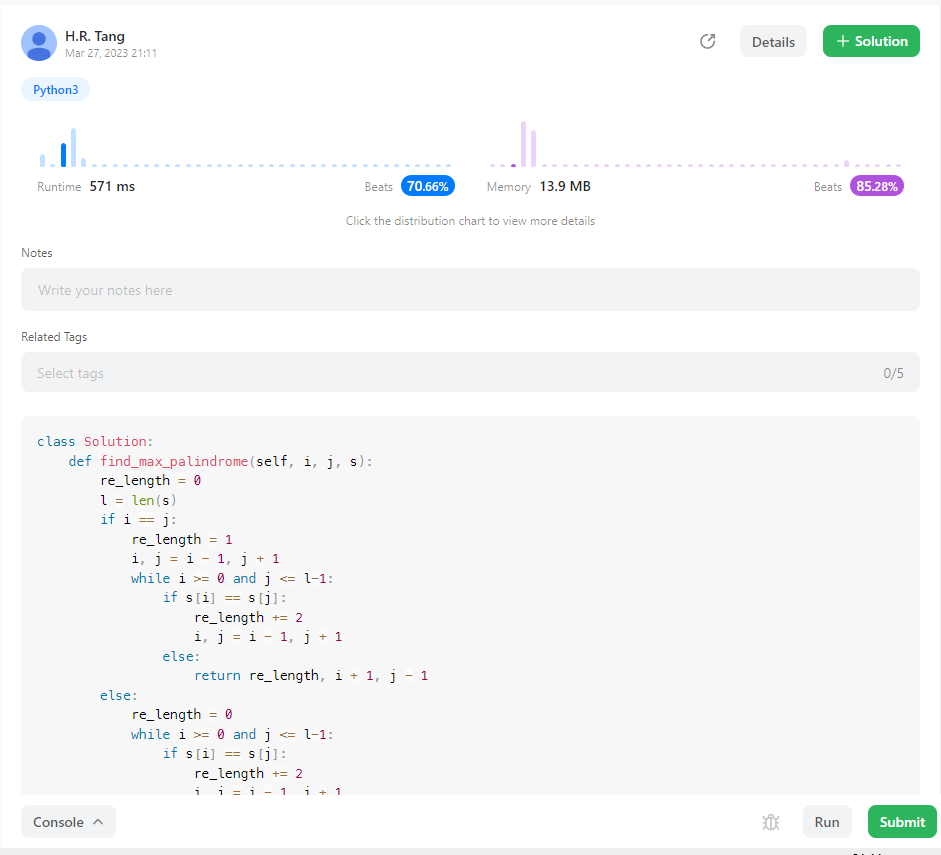 H.R. Tang
Mar 27, 2023 21:11
Details
+ Solution
Python3
Runtime 571 ms
Beats 70.66%
Memory 13.9 MB
Beats 85.28%
Click the distribution chart to view more details
Notes
Write your notes here
Related Tags
Select tags
0/5
class Solution:
    def find_max_palindrome(self, i, j, s):
        re_length = 0
        l = len(s)
        if i == j:
            re_length = 1
            i, j = i - 1, j + 1
            while i >= 0 and j <= l-1:
                if s[i] == s[j]:
                    re_length += 2
                    i, j = i - 1, j + 1
                else:
                    return re_length, i + 1, j - 1
        else:
            re_length = 0
            while i >= 0 and j <= l-1:
                if s[i] == s[j]:
                    re_length += 2
                    i, j = i - 1, j + 1
Console
Run
Submit